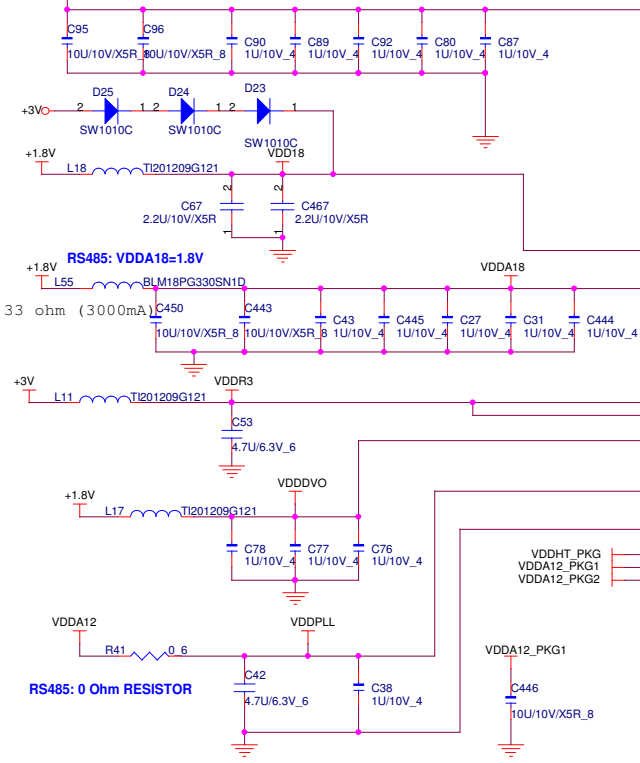 C95 C96 C90 C89 C92 C80 C87
10U/10V/X5R_8 10U/10V/X5R_8 1U/10V_4 1U/10V_4 1U/10V_4 1U/10V_4 1U/10V_4
D25 D24 D23
+3V 2 1 2 1 2 1
SW1010C SW1010C SW1010C
+1.8V VDD18
L18 TI201209G121
2 2
C67 C467
2.2U/10V/X5R 2.2U/10V/X5R
1 1
RS485: VDDA18=1.8V
+1.8V VDDA18
L55 BLM18PG330SN1D
33 ohm (3000mA)
C450 C443 C43 C445 C27 C31 C444
10U/10V/X5R_8 10U/10V/X5R_8 1U/10V_4 1U/10V_4 1U/10V_4 1U/10V_4 1U/10V_4
+3V VDDR3
L11 TI201209G121
C53
4.7U/6.3V_6
+1.8V VDDDVO
L17 TI201209G121
C78 C77 C76
1U/10V_4 1U/10V_4 1U/10V_4
VDDHT_PKG
VDDA12_PKG1
VDDA12_PKG2
VDDA12 VDDPLL
R41 0_6
VDDA12_PKG1
RS485: 0 Ohm RESISTOR
C42 C38 C446
4.7U/6.3V_6 1U/10V_4 10U/10V/X5R_8